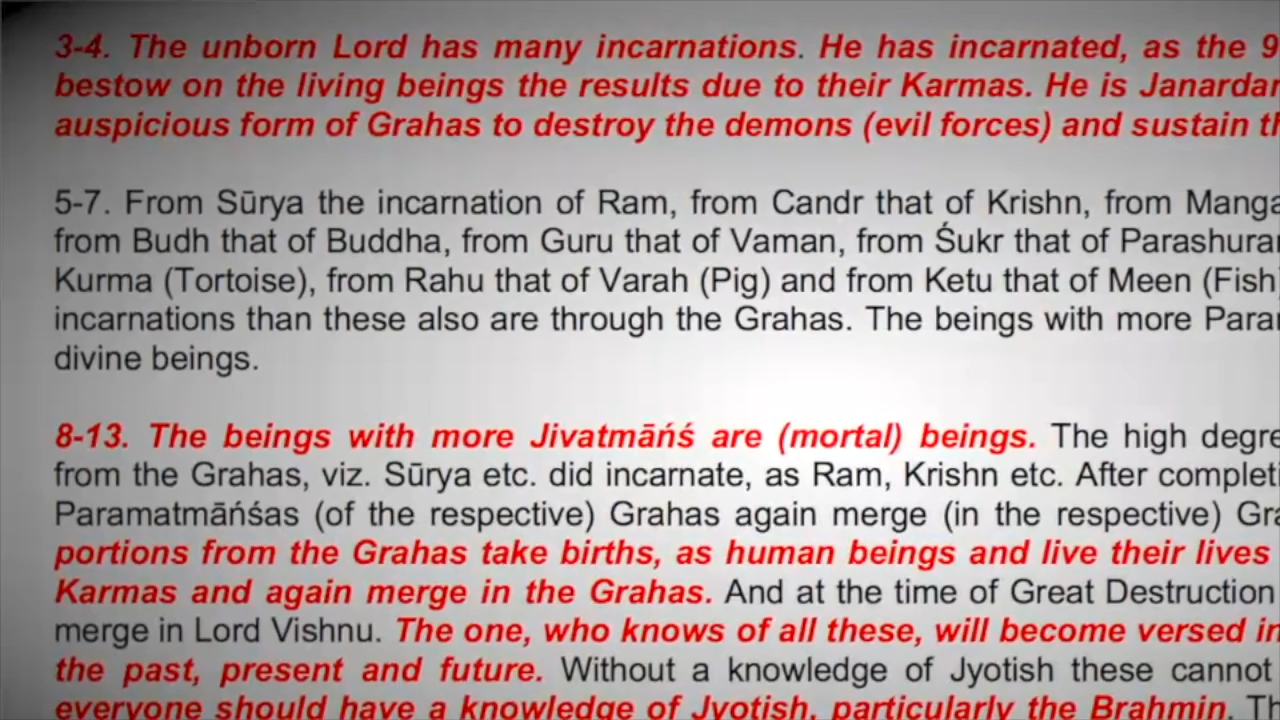 3-4. The unborn Lord has many incarnations. He has incarnated, as the 9
bestow on the living beings the results due to their Karmas. He is Janardan
auspicious form of Grahas to destroy the demons (evil forces) and sustain th
5-7. From Sūrya the incarnation of Ram, from Candr that of Krishn, from Manga
from Budh that of Buddha, from Guru that of Vaman, from Śukr that of Parashuram
Kurma (Tortoise), from Rahu that of Varah (Pig) and from Ketu that of Meen (Fish)
incarnations than these also are through the Grahas. The beings with more Param
divine beings.
8-13. The beings with more Jivatmāńś are (mortal) beings. The high degre
from the Grahas, viz. Sūrya etc. did incarnate, as Ram, Krishn etc. After completi
Paramatmāńśas (of the respective) Grahas again merge (in the respective) Gra
portions from the Grahas take births, as human beings and live their lives
Karmas and again merge in the Grahas. And at the time of Great Destruction
merge in Lord Vishnu. The one, who knows of all these, will become versed in
the past, present and future. Without a knowledge of Jyotish these cannot
everyone should have a knowledge of Jyotish, particularly the Brahmin. Th